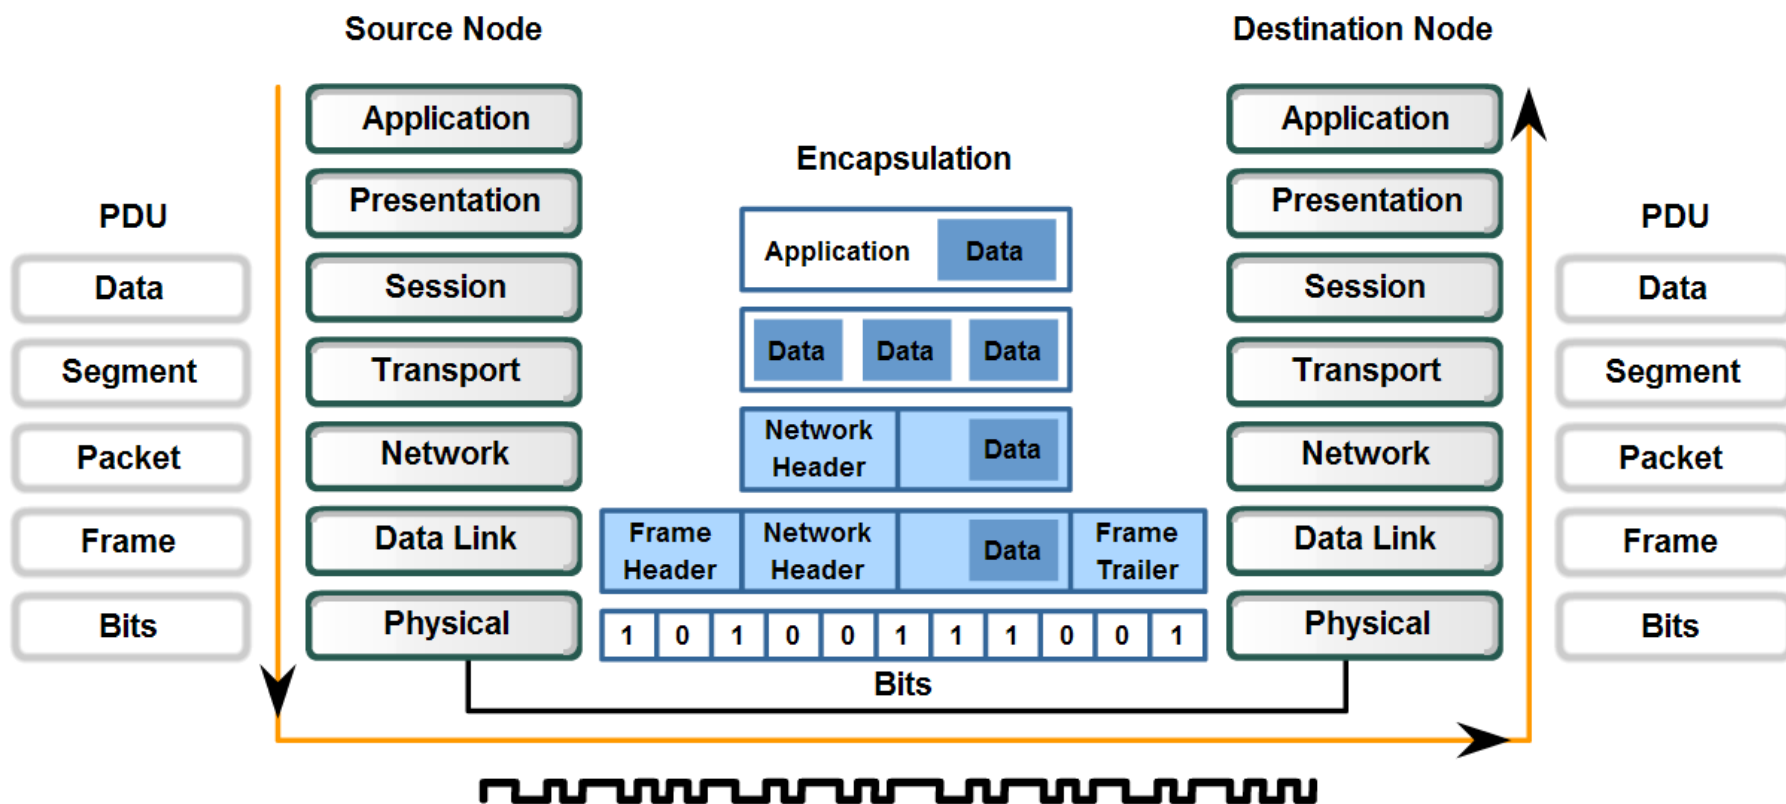 Source Node
Destination Node
Application
Presentation
Session
Transport
Network
Data Link
Physical
PDU
Data
Segment
Packet
Frame
Bits
Encapsulation
Application Data
Data Data Data
Network
Header
Data
Frame
Header
Network
Header
Data
Frame
Trailer
1 0 1 0 0 1 1 1 0 0 1
Bits
Application
Presentation
Session
Transport
Network
Data Link
Physical
PDU
Data
Segment
Packet
Frame
Bits